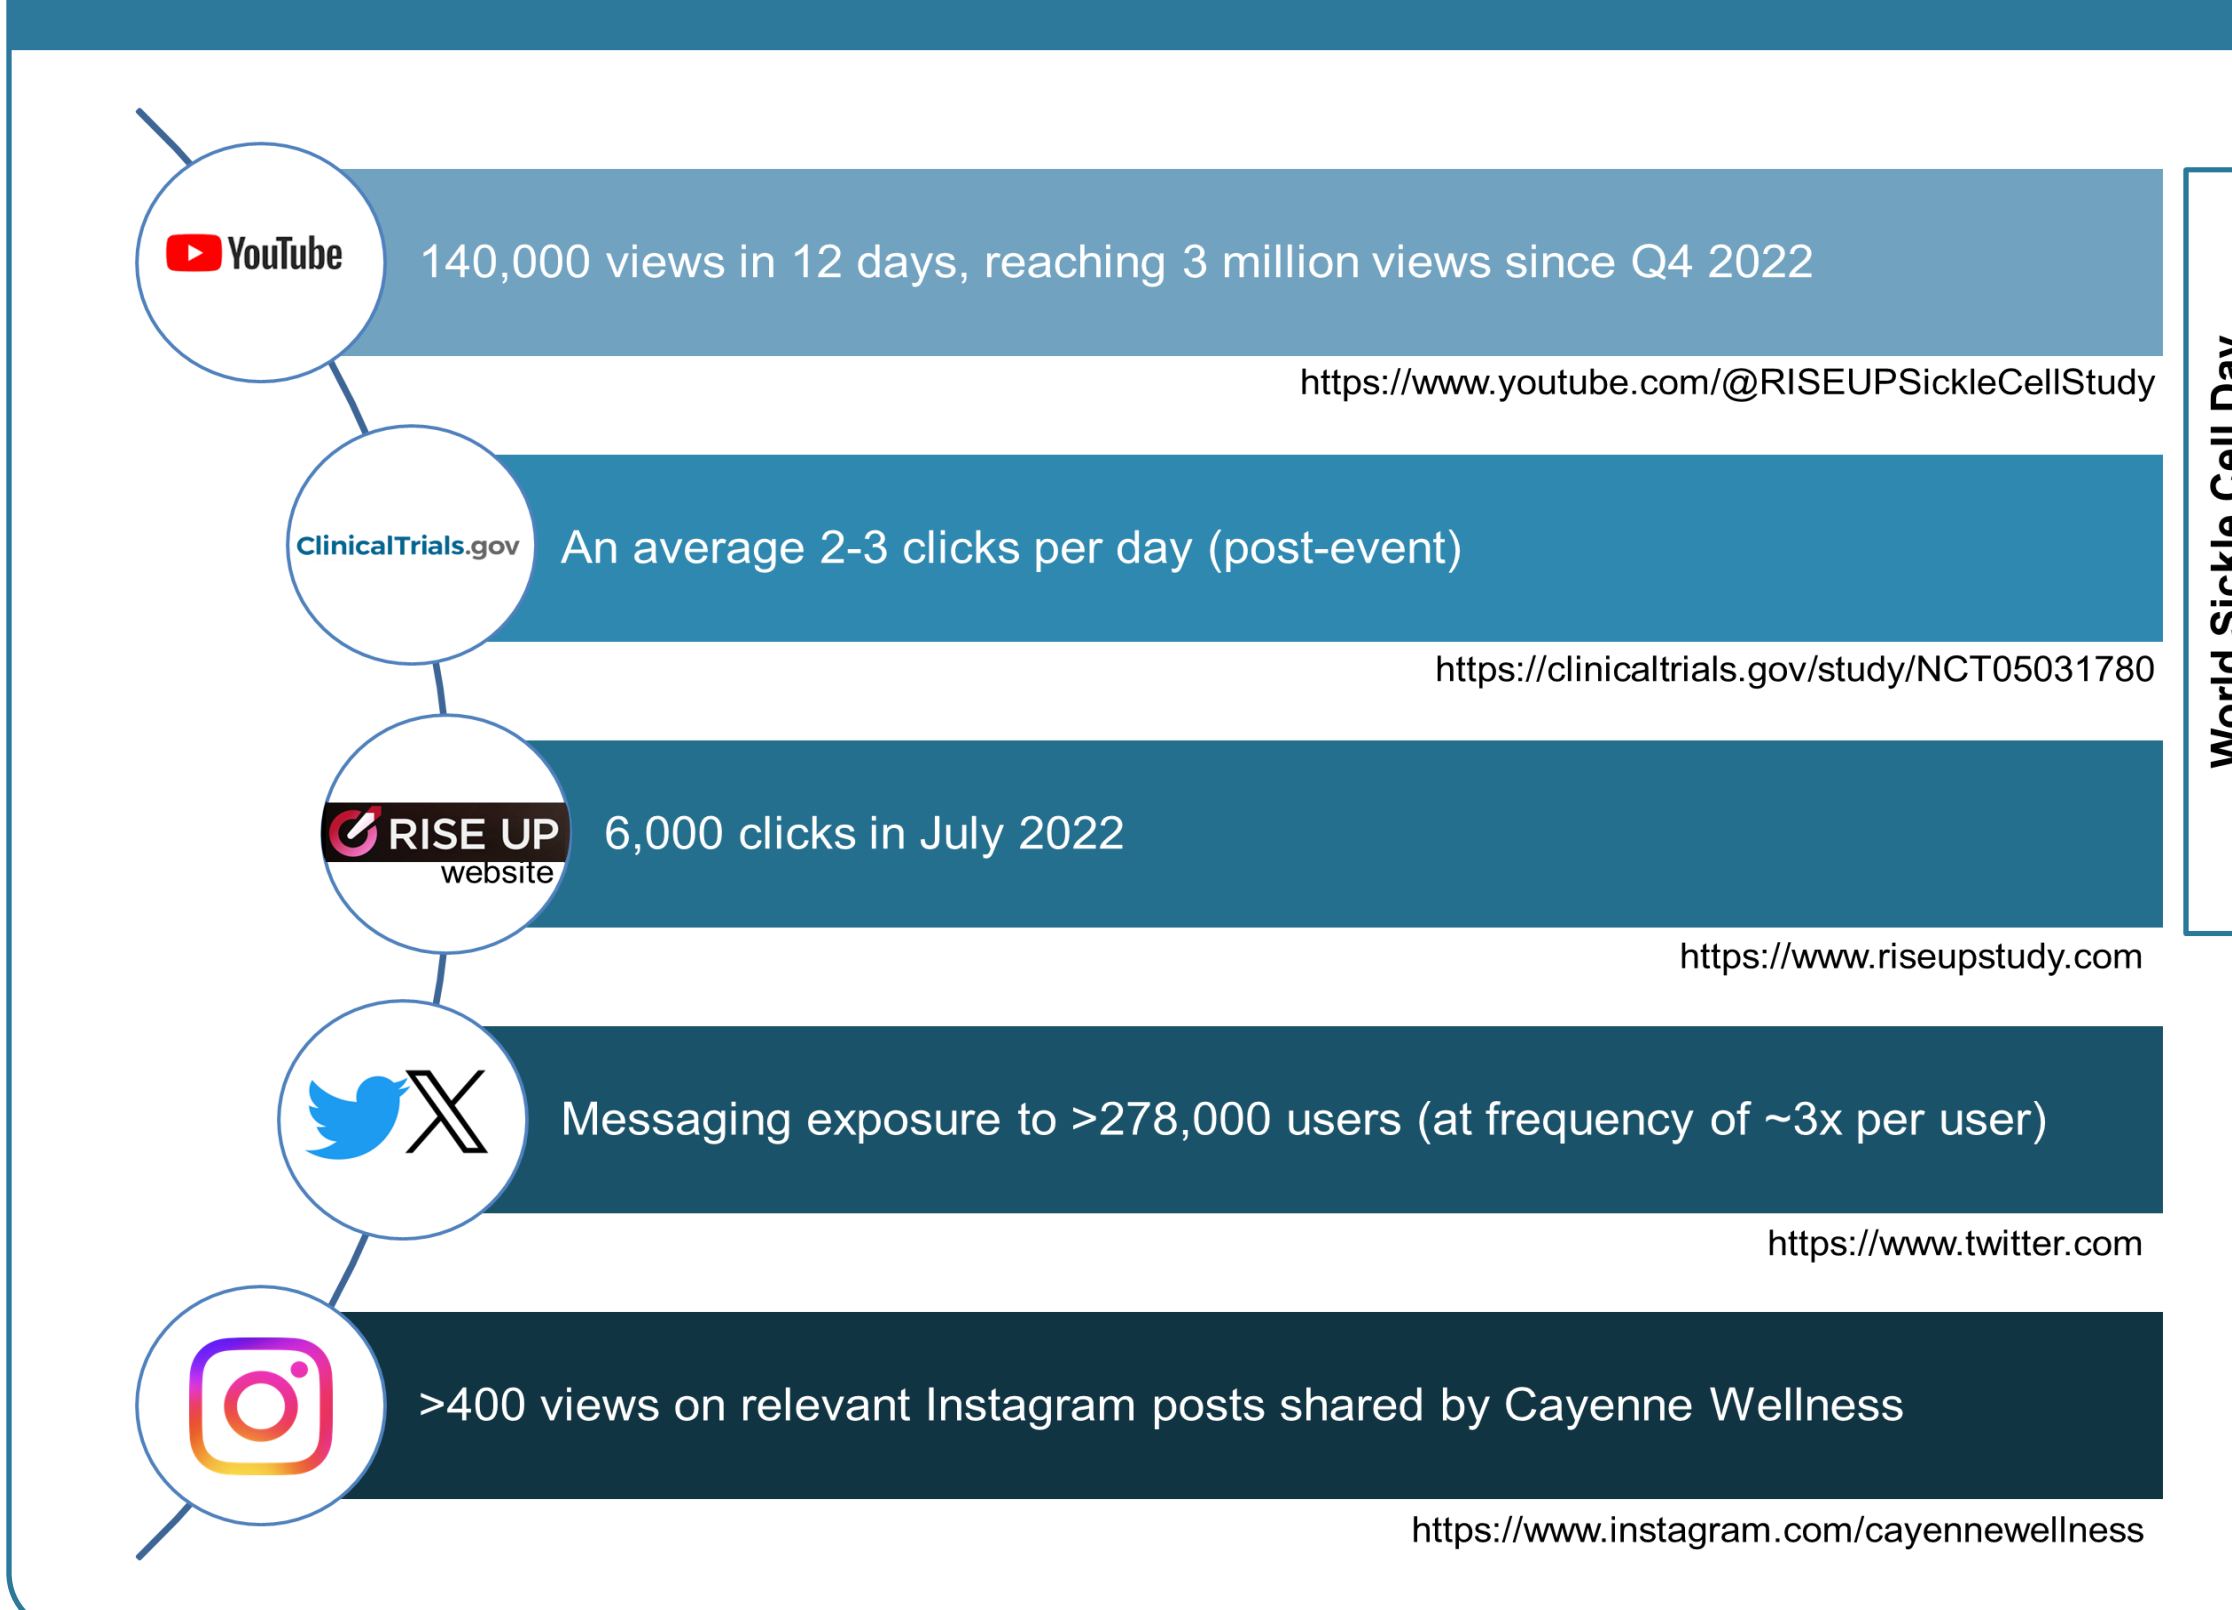 YouTube
140,000 views in 12 days, reaching 3 million views since Q4 2022
https://www.youtube.com/@RISEUPSickleCellStudy
ClinicalTrials.gov
An average 2-3 clicks per day (post-event)
https://clinicaltrials.gov/study/NCT05031780
RISE UP
website
6,000 clicks in July 2022
https://www.riseupstudy.com
Messaging exposure to >278,000 users (at frequency of ~3x per user)
https://www.twitter.com
>400 views on relevant Instagram posts shared by Cayenne Wellness
https://www.instagram.com/cayennewellness
World Sickle Cell Day